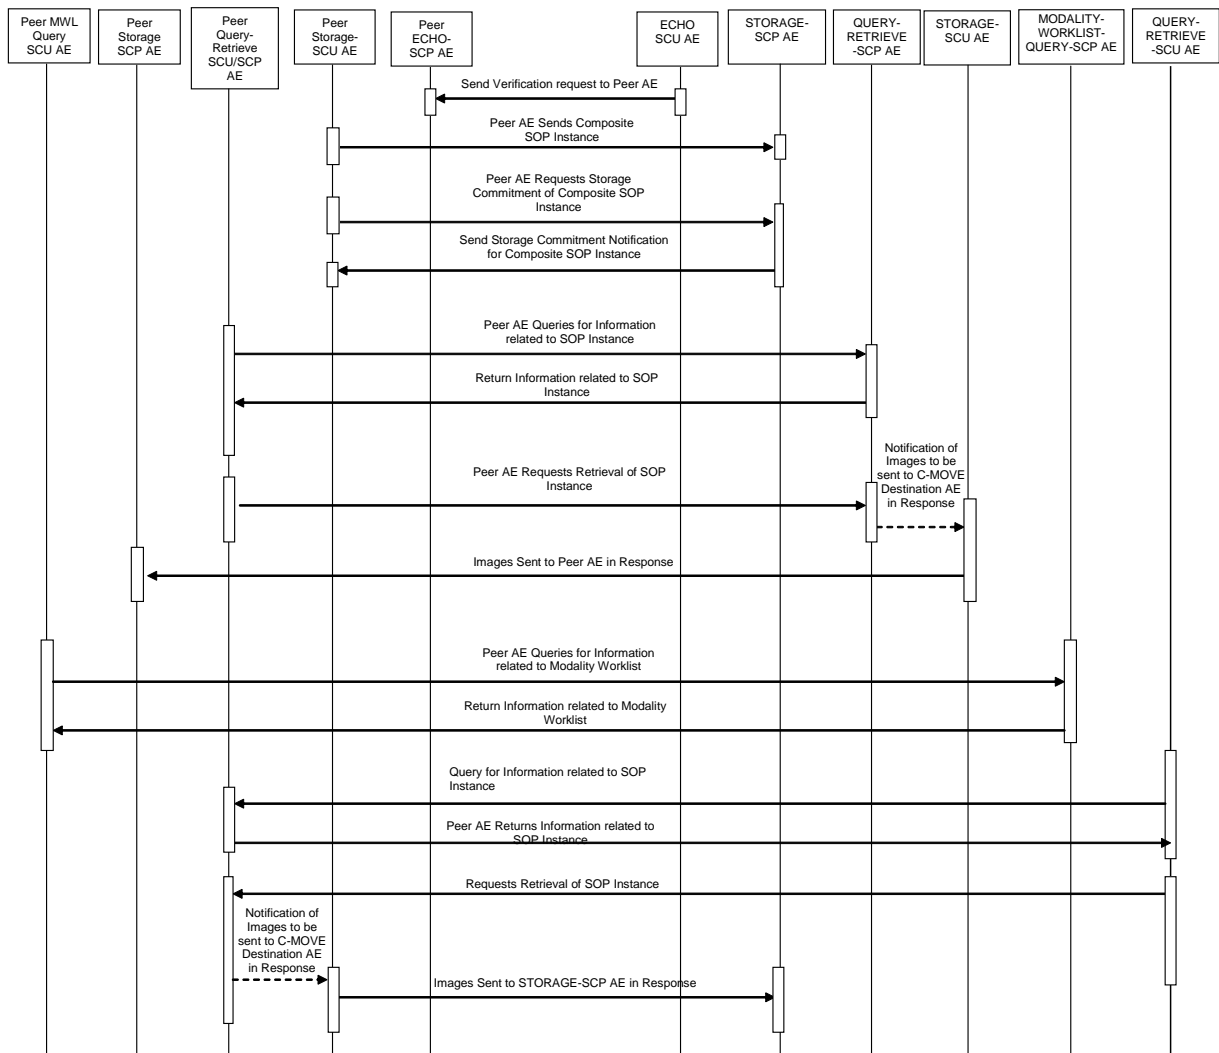 Peer MWL
Query
SCU AE
Peer
Storage
SCP AE
Peer
Query-
Retrieve
SCU/SCP
AE
Peer
Storage-
SCU AE
Peer
ECHO-
SCP AE
ECHO
SCU AE
STORAGE-
SCP AE
QUERY-
RETRIEVE
-SCP AE
STORAGE-
SCU AE
MODALITY-
WORKLIST-
QUERY-SCP AE
QUERY-
RETRIEVE
-SCU AE
Send Verification request to Peer AE
Peer AE Sends Composite
SOP Instance
Peer AE Requests Storage
Commitment of Composite SOP
Instance
Send Storage Commitment Notification
for Composite SOP Instance
Peer AE Queries for Information
related to SOP Instance
Return Information related to SOP
Instance
Notification of
Images to be
sent to C-MOVE
Destination AE
in Response
Peer AE Requests Retrieval of SOP
Instance
Images Sent to Peer AE in Response
Peer AE Queries for Information
related to Modality Worklist
Return Information related to Modality
Worklist
Query for Information related to SOP
Instance
Peer AE Returns Information related to
SOP Instance
Requests Retrieval of SOP Instance
Notification of
Images to be
sent to C-MOVE
Destination AE
in Response
Images Sent to STORAGE-SCP AE in Response